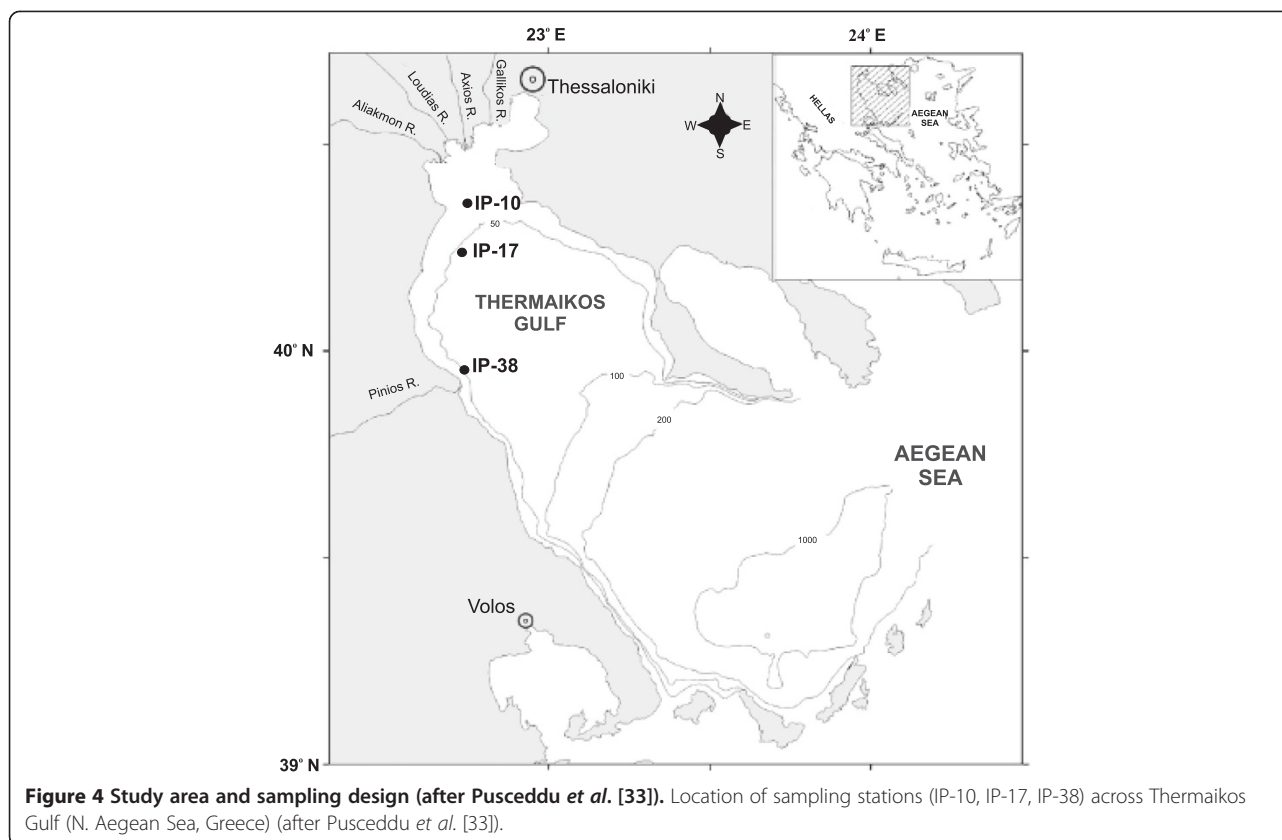 23° E
24° E
Gallikos R.
Axios R.
Loudias R.
Aliakmon R.
Thessaloniki
N
W
E
S
HELLAS
AEGEAN
SEA
IP-10
50
IP-17
THERMAIKOS
GULF
40° N
IP-38
Pinios R.
100
200
AEGEAN
SEA
1000
Volos
39° N
Figure 4 Study area and sampling design (after Pusceddu et al. [33]). Location of sampling stations (IP-10, IP-17, IP-38) across Thermaikos
Gulf (N. Aegean Sea, Greece) (after Pusceddu et al. [33]).